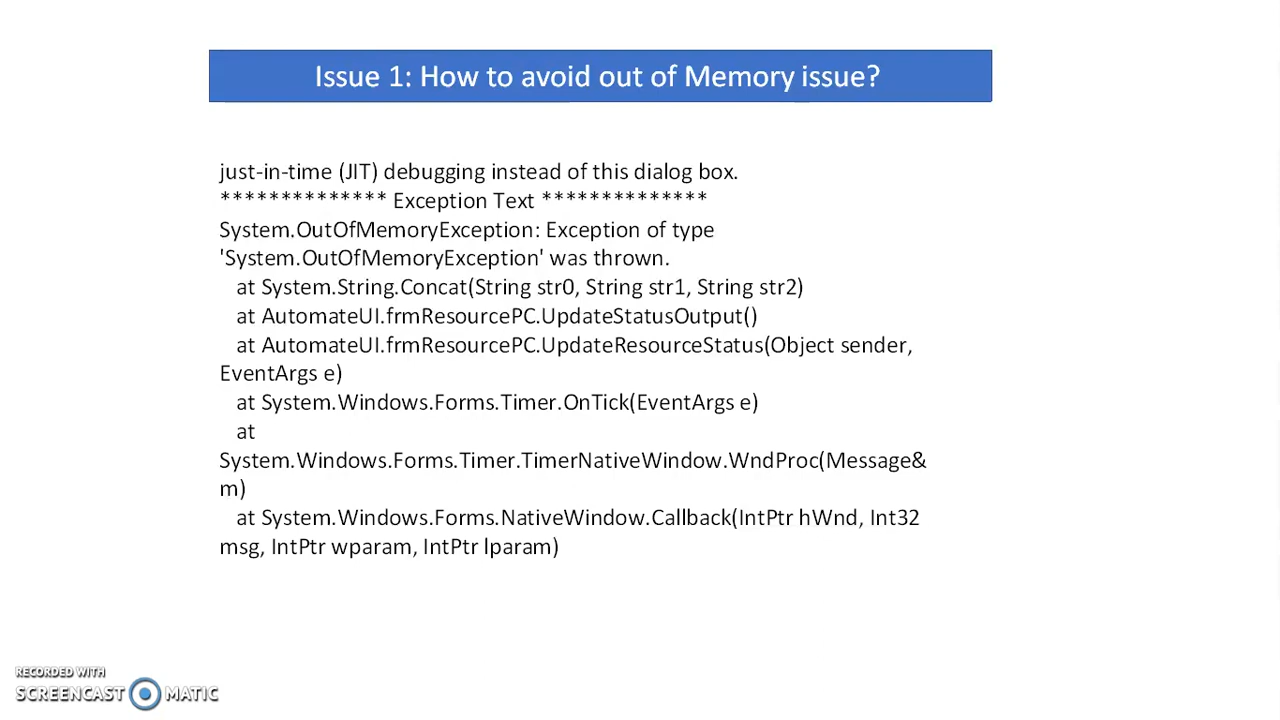 Issue 1: How to avoid out of Memory issue?
just-in-time (JIT) debugging instead of this dialog box.
************** Exception Text **************
System.OutOfMemoryException: Exception of type
'System.OutOfMemoryException' was thrown.
at System.String.Concat(String str0, String str1, String str2)
at AutomateUI.frmResourcePC.UpdateStatusOutput()
at AutomateUI.frmResourcePC.UpdateResourceStatus(Object sender,
EventArgs e)
at System.Windows.Forms.Timer.OnTick(EventArgs e)
at
System.Windows.Forms.Timer.TimerNativeWindow.WndProc(Message&
m)
at System.Windows.Forms.NativeWindow.Callback(IntPtr hWnd, Int32
msg, IntPtr wparam, IntPtr lparam)
RECORDED WITH
SCREENCAST MATIC